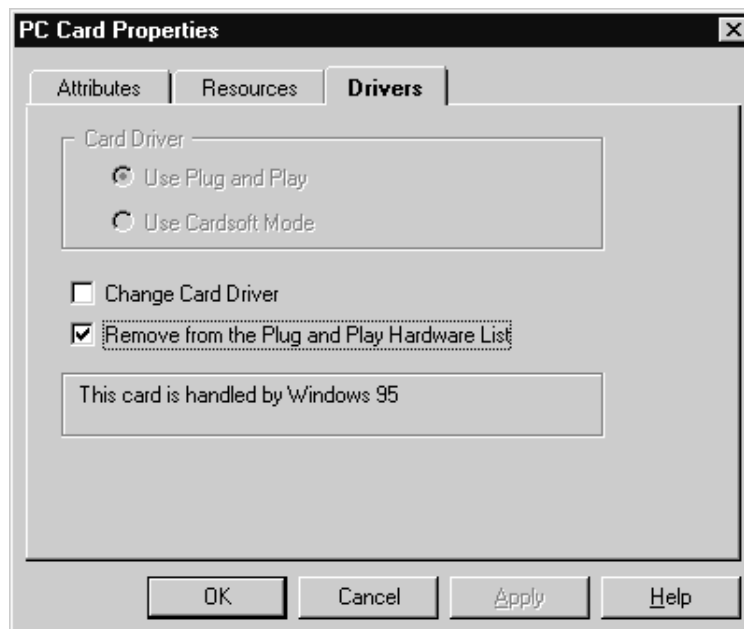 PC Card Properties
Attributes Resources Drivers
Card Driver
Use Plug and Play
Use Cardsoft Mode
Change Card Driver
Remove from the Plug and Play Hardware List
This card is handled by Windows 95
OK Cancel Apply Help